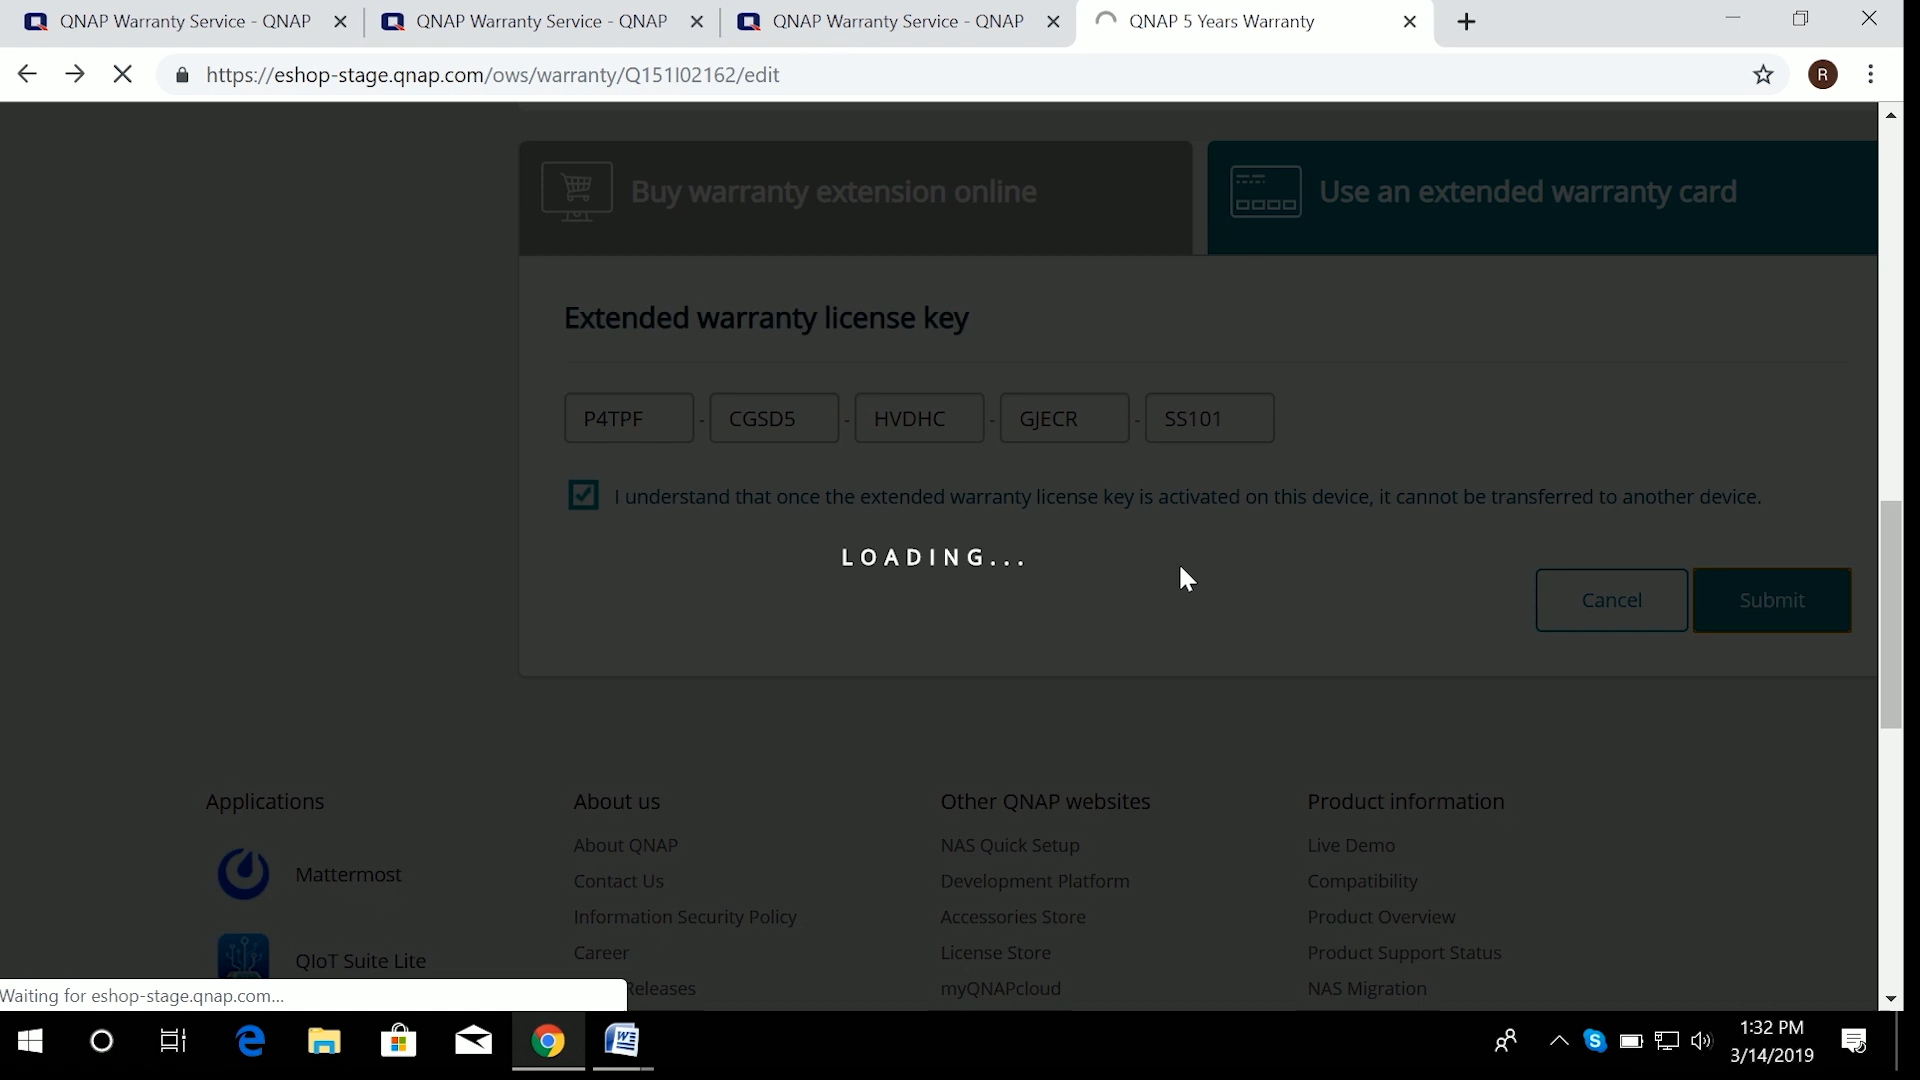 QNAP Warranty Service - QNAP
QNAP Warranty Service - QNAP
QNAP Warranty Service - QNAP
QNAP 5 Years Warranty
https://eshop-stage.qnap.com/ows/warranty/Q151I02162/edit
R
Buy warranty extension online
Use an extended warranty card
Extended warranty license key
P4TPF - CGSD5 - HVDHC - GJECR - SS101
I understand that once the extended warranty license key is activated on this device, it cannot be transferred to another device.
LOADING...
Cancel
Submit
Applications
Mattermost
QIoT Suite Lite
About us
About QNAP
Contact Us
Information Security Policy
Career
Releases
Other QNAP websites
NAS Quick Setup
Development Platform
Accessories Store
License Store
myQNAPcloud
Product information
Live Demo
Compatibility
Product Overview
Product Support Status
NAS Migration
Waiting for eshop-stage.qnap.com...
1:32 PM
3/14/2019